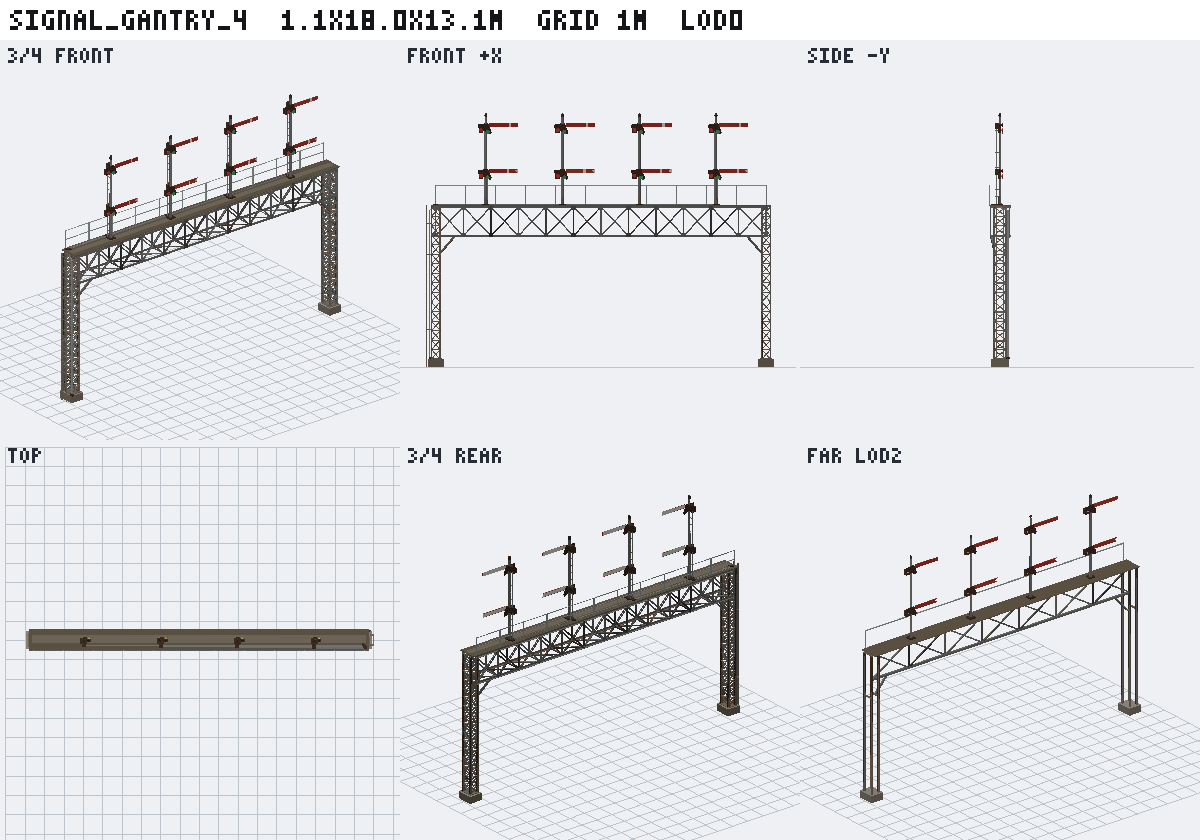 SIGNAL_GANTRY_4 1.1X18.0X13.1M GRID 1M LOD0
3/4 FRONT
FRONT +X
SIDE -Y
TOP
3/4 REAR
FAR LOD2